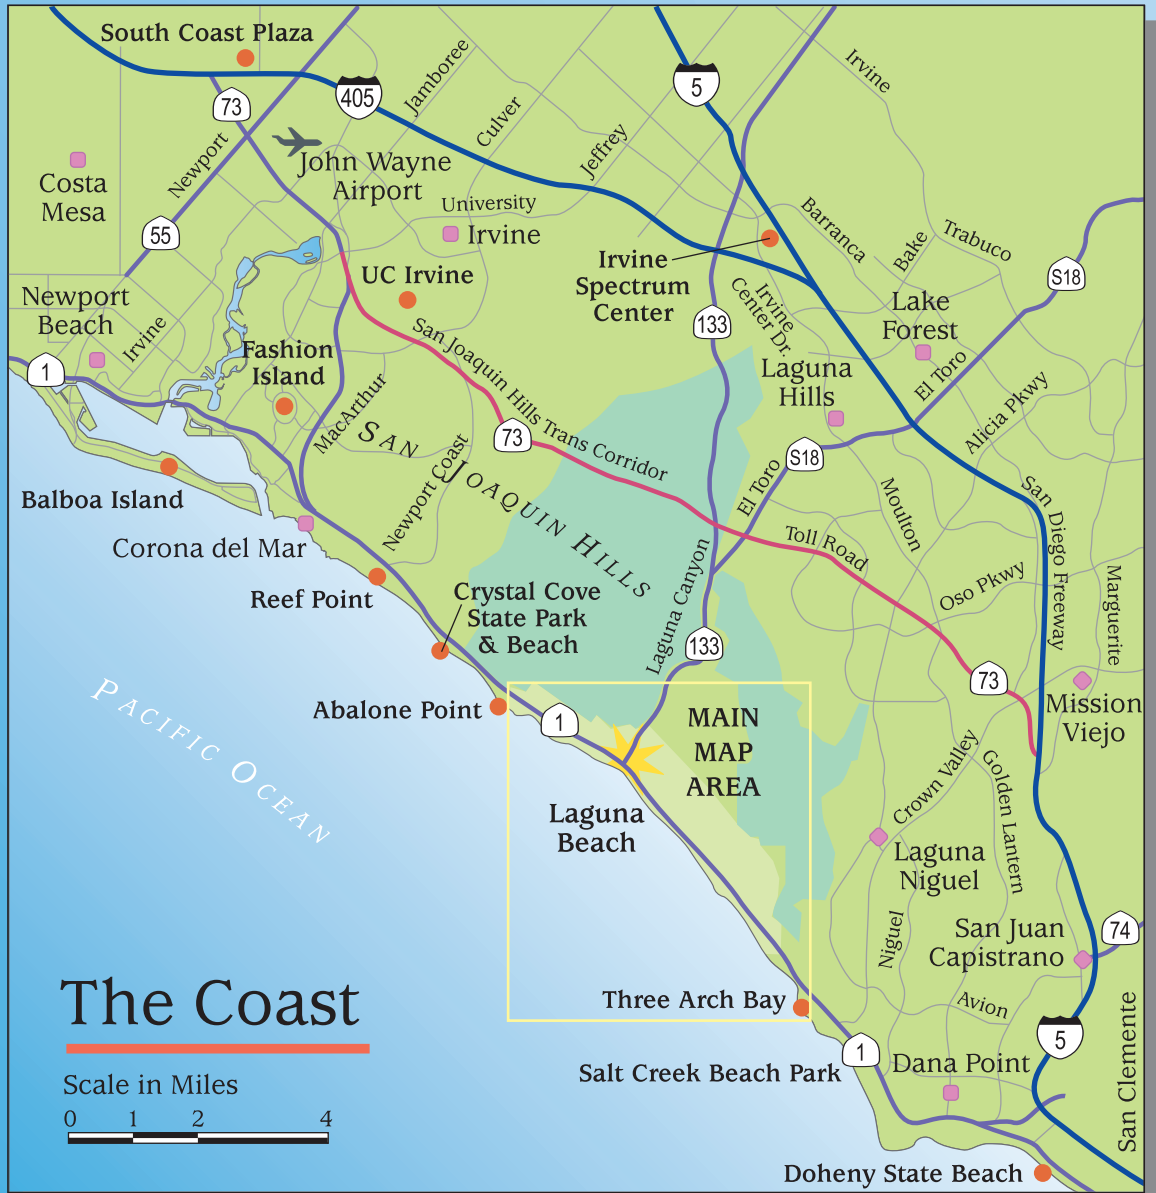 South Coast Plaza
405
5
Irvine
73
Jamboree
Culver
Jeffrey
Newport
John Wayne
Airport
Costa
Mesa
University
Irvine
55
Barranca
Bake
Trabuco
S18
UC Irvine
Irvine
Spectrum
Center
Irvine
Center Dr.
133
Newport
Beach
Irvine
1
Lake
Forest
Fashion
Island
San Joaquin Hills Trans Corridor
Laguna
Hills
El Toro
Alicia Pkwy
MacArthur
SAN JOAQUIN HILLS
73
Newport Coast
S18
El Toro
Moulton
San Diego Freeway
Balboa Island
Corona del Mar
Toll Road
Reef Point
Crystal Cove
State Park
& Beach
Laguna Canyon
133
Oso Pkwy
Marguerite
73
Mission
Viejo
PACIFIC OCEAN
Abalone Point
1
MAIN
MAP
AREA
Crown Valley
Golden Lantern
Laguna
Beach
Laguna
Niguel
Niguel
San Juan
Capistrano
74
The Coast
Three Arch Bay
Avion
5
San Clemente
1
Salt Creek Beach Park
Dana Point
Scale in Miles
0 1 2 4
Doheny State Beach